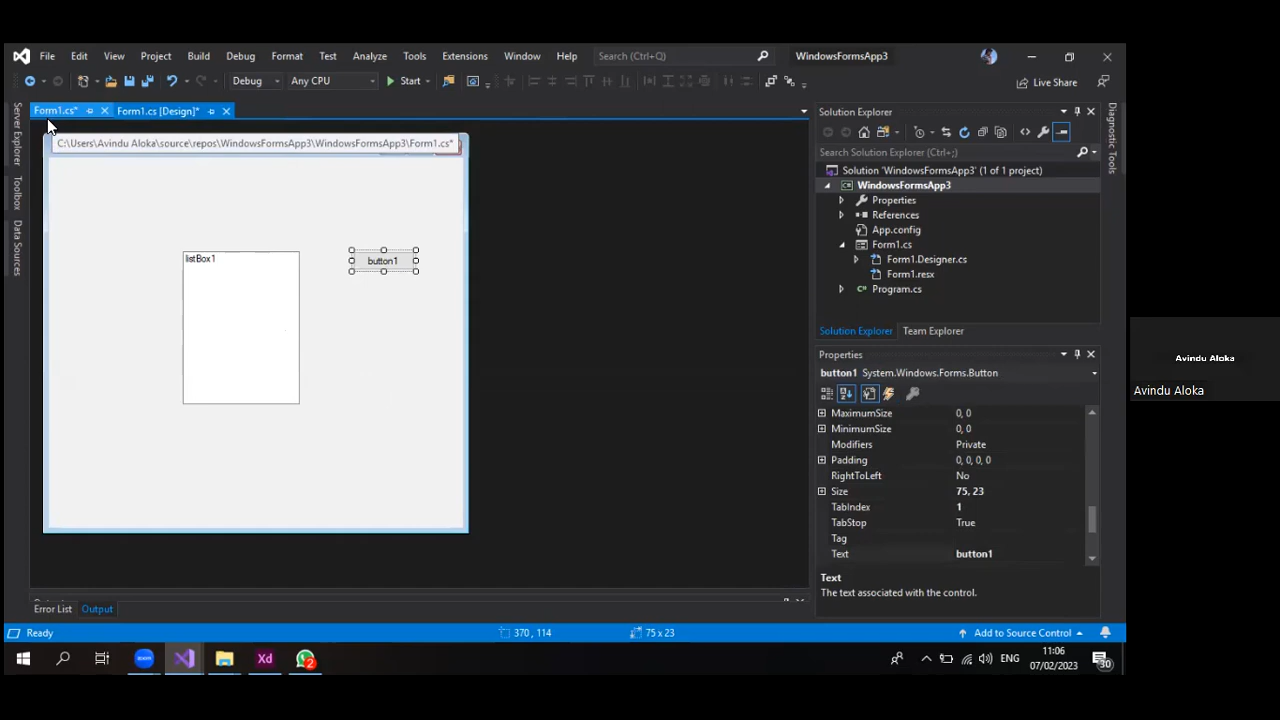 File Edit View Project Build Debug Format Test Analyze Tools Extensions Window Help Search (Ctrl+Q) WindowsFormsApp3
Debug Any CPU Start Live Share
Form1.cs* Form1.cs [Design]*
C:\Users\Avindu Aloka\source\repos\WindowsFormsApp3\WindowsFormsApp3\Form1.cs*
Server Explorer
Toolbox
Data Sources
listBox1
button1
Solution Explorer
Search Solution Explorer (Ctrl+;)
Solution 'WindowsFormsApp3' (1 of 1 project)
WindowsFormsApp3
Properties
References
App.config
Form1.cs
Form1.Designer.cs
Form1.resx
Program.cs
Solution Explorer Team Explorer
Diagnostic Tools
Properties
button1 System.Windows.Forms.Button
MaximumSize 0, 0
MinimumSize 0, 0
Modifiers Private
Padding 0, 0, 0, 0
RightToLeft No
Size 75, 23
TabIndex 1
TabStop True
Tag
Text button1
Text
The text associated with the control.
Error List Output
Ready 370 , 114 75 x 23 Add to Source Control
zoom Xd 2 ENG 11:06
07/02/2023 30
Avindu Aloka
Avindu Aloka